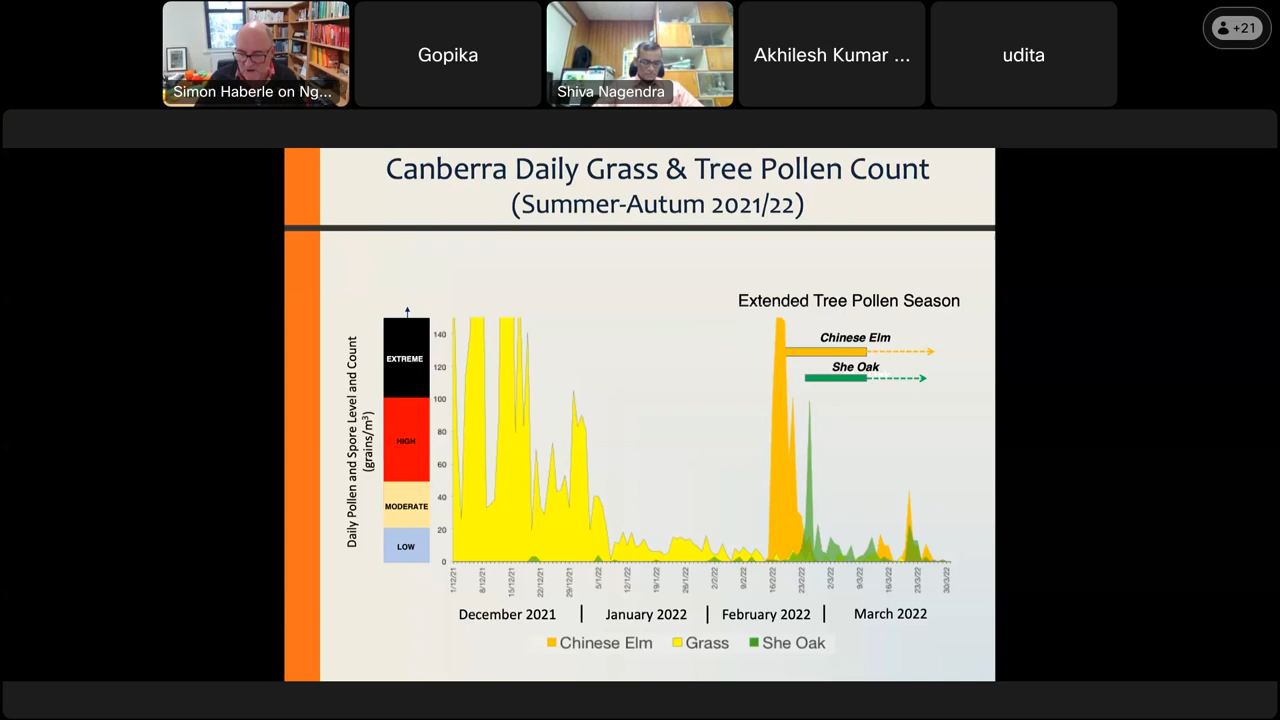 Simon Haberle on Ng...
Gopika
Shiva Nagendra
Akhilesh Kumar ...
udita
+21
Canberra Daily Grass & Tree Pollen Count
(Summer-Autum 2021/22)
Extended Tree Pollen Season
Chinese Elm
She Oak
Daily Pollen and Spore Level and Count
(grains/m³)
EXTREME
HIGH
MODERATE
LOW
140
120
100
80
60
40
20
0
1/12/21
8/12/21
15/12/21
22/12/21
29/12/21
5/1/22
12/1/22
19/1/22
26/1/22
2/2/22
9/2/22
16/2/22
23/2/22
2/3/22
9/3/22
16/3/22
23/3/22
30/3/22
December 2021 | January 2022 | February 2022 | March 2022
Chinese Elm Grass She Oak